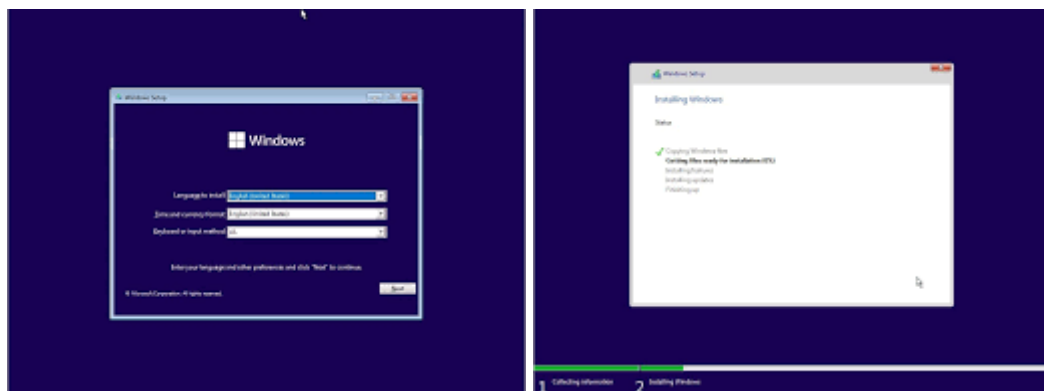 Windows Setup
Windows
Language to install: English (United States)
Time and currency format: English (United States)
Keyboard or input method: US
Enter your language and other preferences and click "Next" to continue.
© Microsoft Corporation. All rights reserved.
Next
Windows Setup
Installing Windows
Status
Copying Windows files
Getting files ready for installation (0%)
Installing features
Installing updates
Finishing up
1 Collecting information
2 Installing Windows